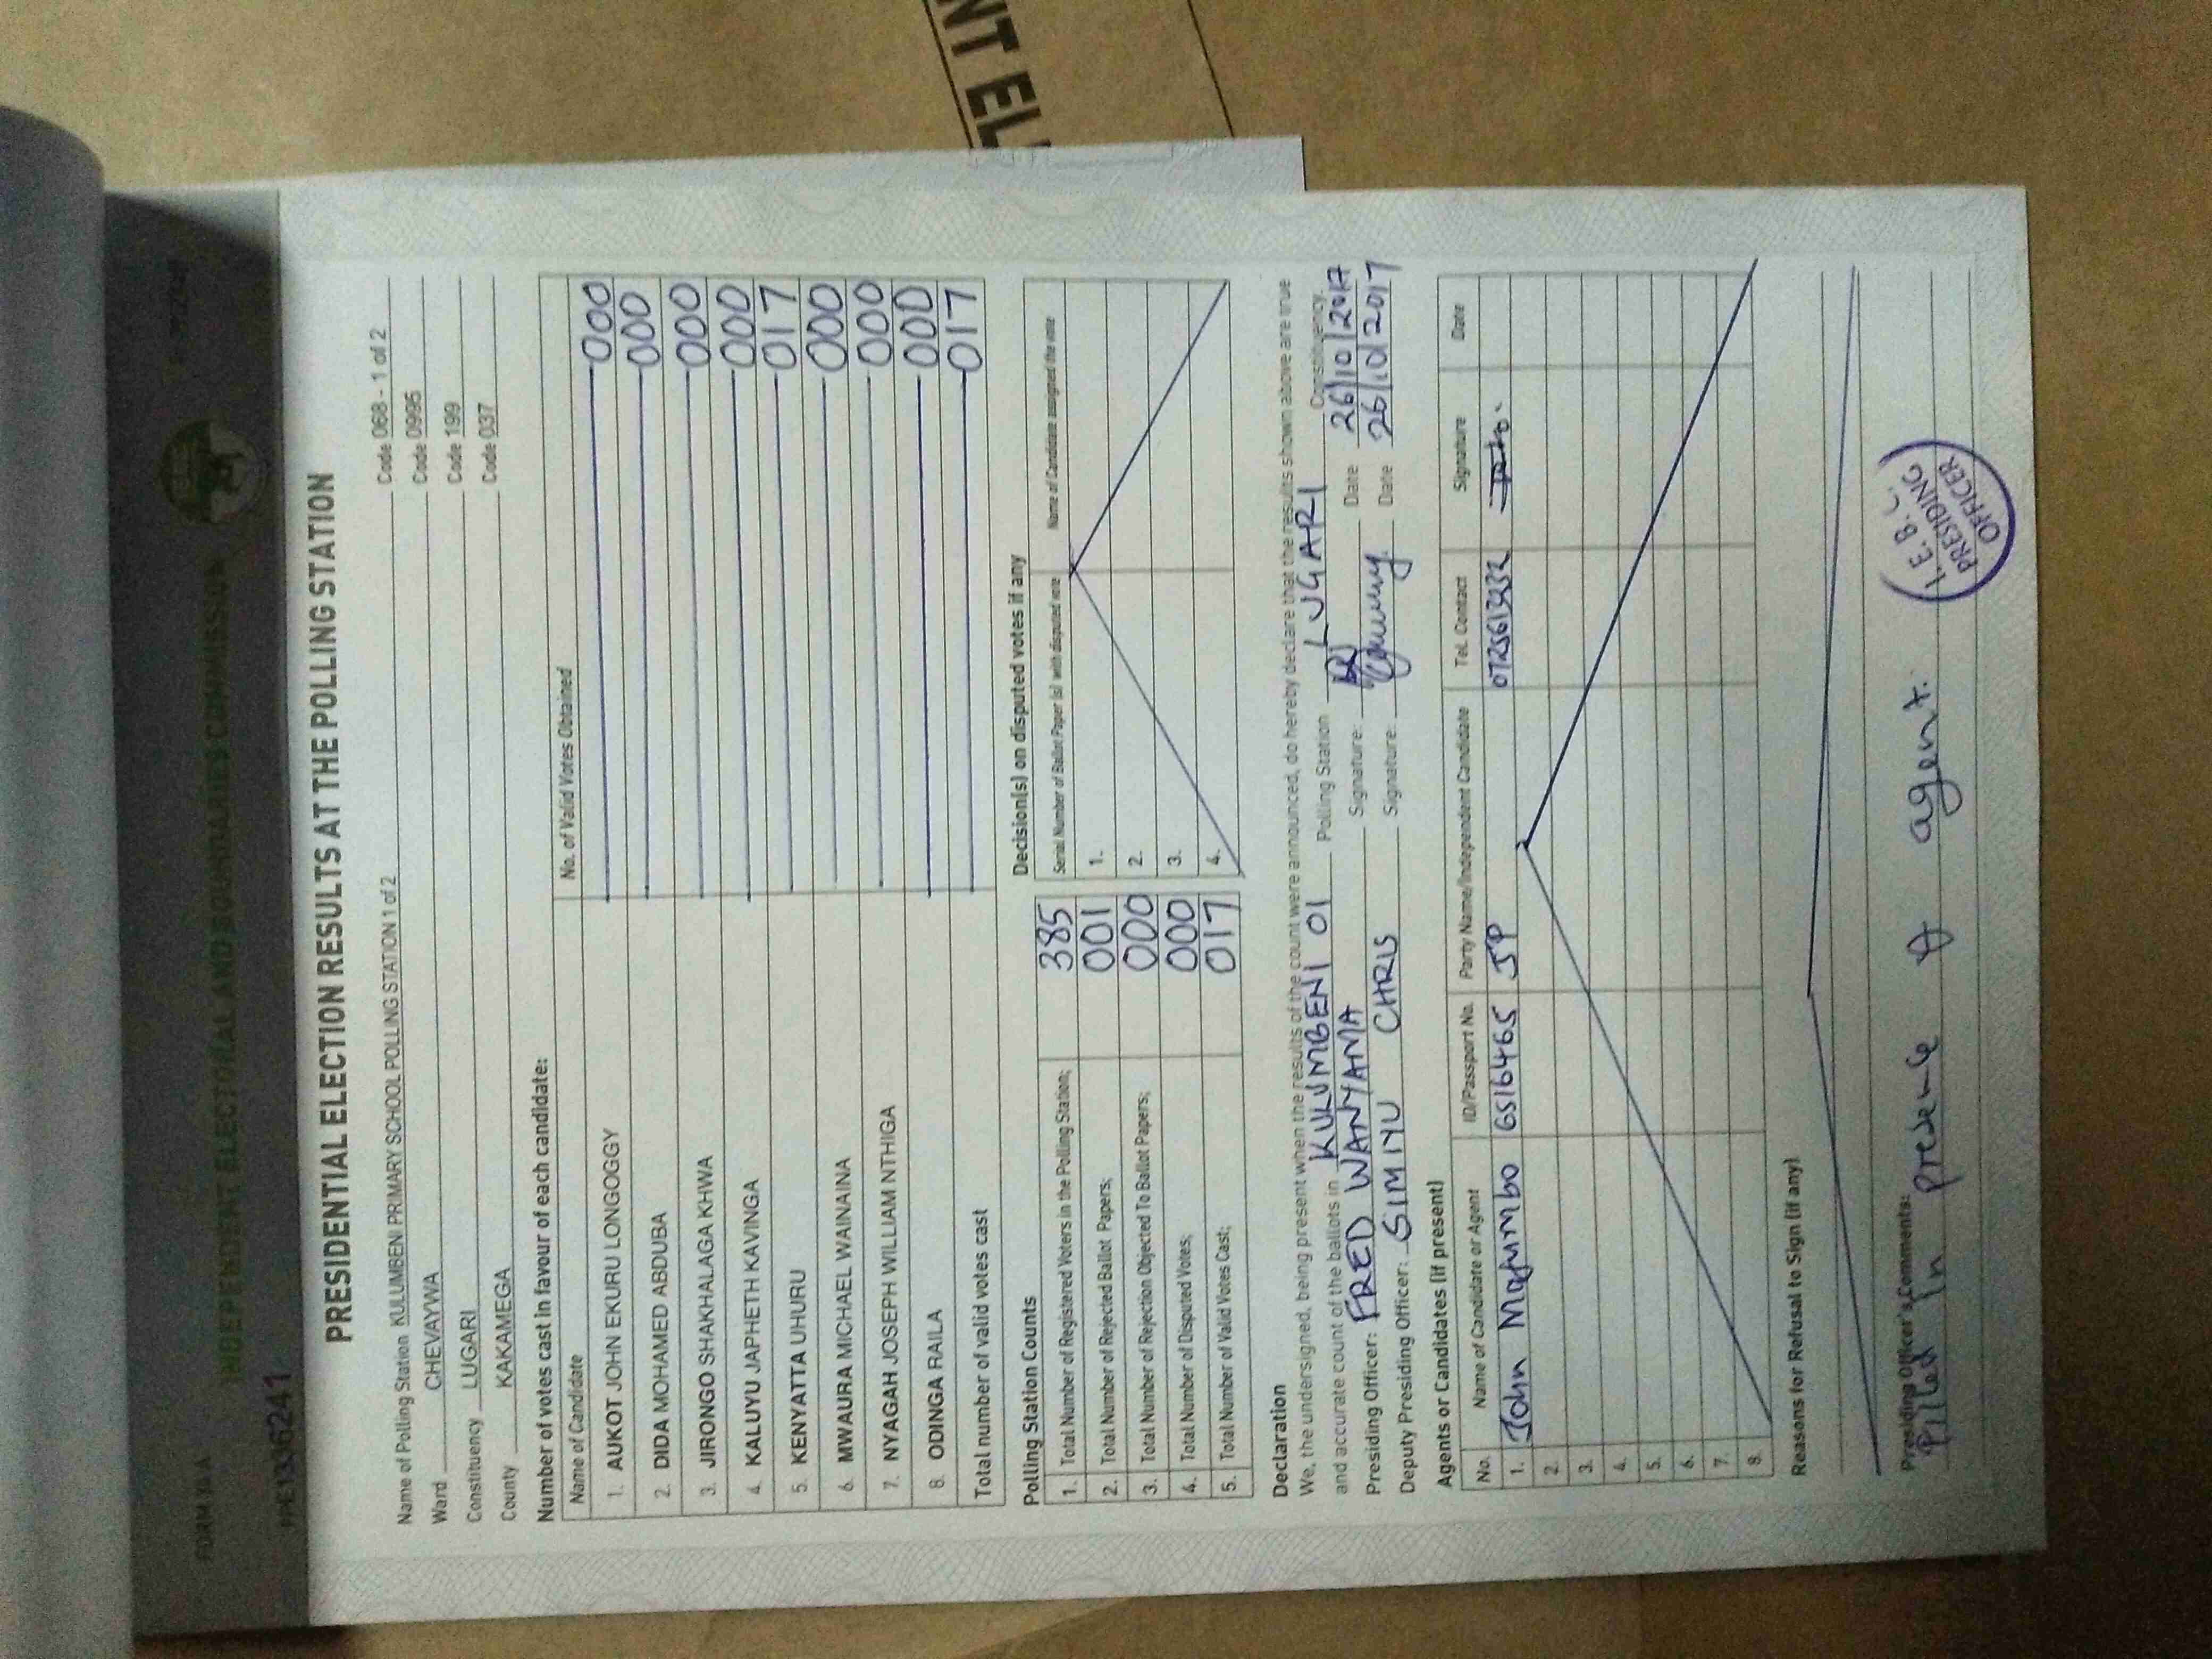 FORM 34 A
INDEPENDENT ELECTORAL AND BOUNDARIES COMMISSION
PRESIDENTIAL ELECTION RESULTS AT THE POLLING STATION
Name of Polling Station KULUMBENI PRIMARY SCHOOL POLLING STATION 1 of 2 Code 068 - 1 of 2
Ward CHEVAYWA Code 0995
Constituency LUGARI Code 199
County KAKAMEGA Code 037
Number of votes cast in favour of each candidate:
Name of Candidate No. of Valid Votes Obtained
1. AUKOT JOHN EKURU LONGOGGY 000
2. DIDA MOHAMED ABDUBA 000
3. JIRONGO SHAKHALAGA KHWA 000
4. KALUYU JAPHETH KAVINGA 000
5. KENYATTA UHURU 017
6. MWAURA MICHAEL WAINAINA 000
7. NYAGAH JOSEPH WILLIAM NTHIGA 000
8. ODINGA RAILA 000
Total number of valid votes cast 017
Polling Station Counts
1. Total Number of Registered Voters in the Polling Station; 385
2. Total Number of Rejected Ballot Papers; 001
3. Total Number of Rejection Objected To Ballot Papers; 000
4. Total Number of Disputed Votes; 000
5. Total Number of Valid Votes Cast; 017
Decision(s) on disputed votes if any
Serial Number of Ballot Paper (s) with disputed vote Name of Candidate assigned the vote
1.
2.
3.
4.
Declaration
We, the undersigned, being present when the results of the count were announced, do hereby declare that the results shown above are true
and accurate count of the ballots in KULUMBENI 01 Polling Station LUGARI Constituency
Presiding Officer: FRED WANYAMA Signature: Date 26/10/2017
Deputy Presiding Officer: SIMIYU CHRIS Signature: Date 26/10/2017
Agents or Candidates (if present)
No. Name of Candidate or Agent ID/Passport No. Party Name/Independent Candidate Tel. Contact Signature Date
1. John Mafumbo 6516465 JP
2.
3.
4.
5.
6.
7.
8.
Reasons for Refusal to Sign (if any)
Presiding Officer's Comments:
Filled in presence of agent.
I.E.B.C.
PRESIDING
OFFICER
NT EL